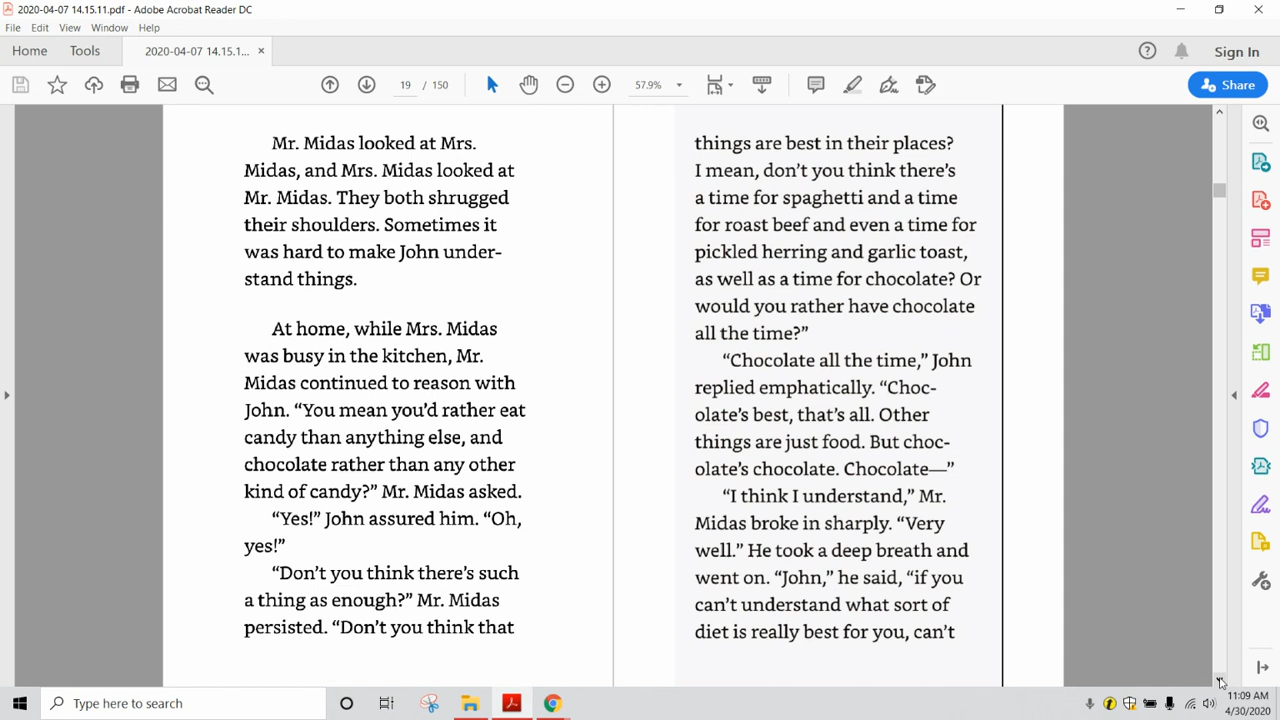 2020-04-07 14.15.11.pdf - Adobe Acrobat Reader DC
File Edit View Window Help
Home Tools 2020-04-07 14.15.1... × Sign In
19 / 150 57.9% Share
Mr. Midas looked at Mrs.
Midas, and Mrs. Midas looked at
Mr. Midas. They both shrugged
their shoulders. Sometimes it
was hard to make John under-
stand things.
At home, while Mrs. Midas
was busy in the kitchen, Mr.
Midas continued to reason with
John. “You mean you’d rather eat
candy than anything else, and
chocolate rather than any other
kind of candy?” Mr. Midas asked.
“Yes!” John assured him. “Oh,
yes!”
“Don’t you think there’s such
a thing as enough?” Mr. Midas
persisted. “Don’t you think that
things are best in their places?
I mean, don’t you think there’s
a time for spaghetti and a time
for roast beef and even a time for
pickled herring and garlic toast,
as well as a time for chocolate? Or
would you rather have chocolate
all the time?”
“Chocolate all the time,” John
replied emphatically. “Choc-
olate’s best, that’s all. Other
things are just food. But choc-
olate’s chocolate. Chocolate—”
“I think I understand,” Mr.
Midas broke in sharply. “Very
well.” He took a deep breath and
went on. “John,” he said, “if you
can’t understand what sort of
diet is really best for you, can’t
Type here to search
11:09 AM
4/30/2020